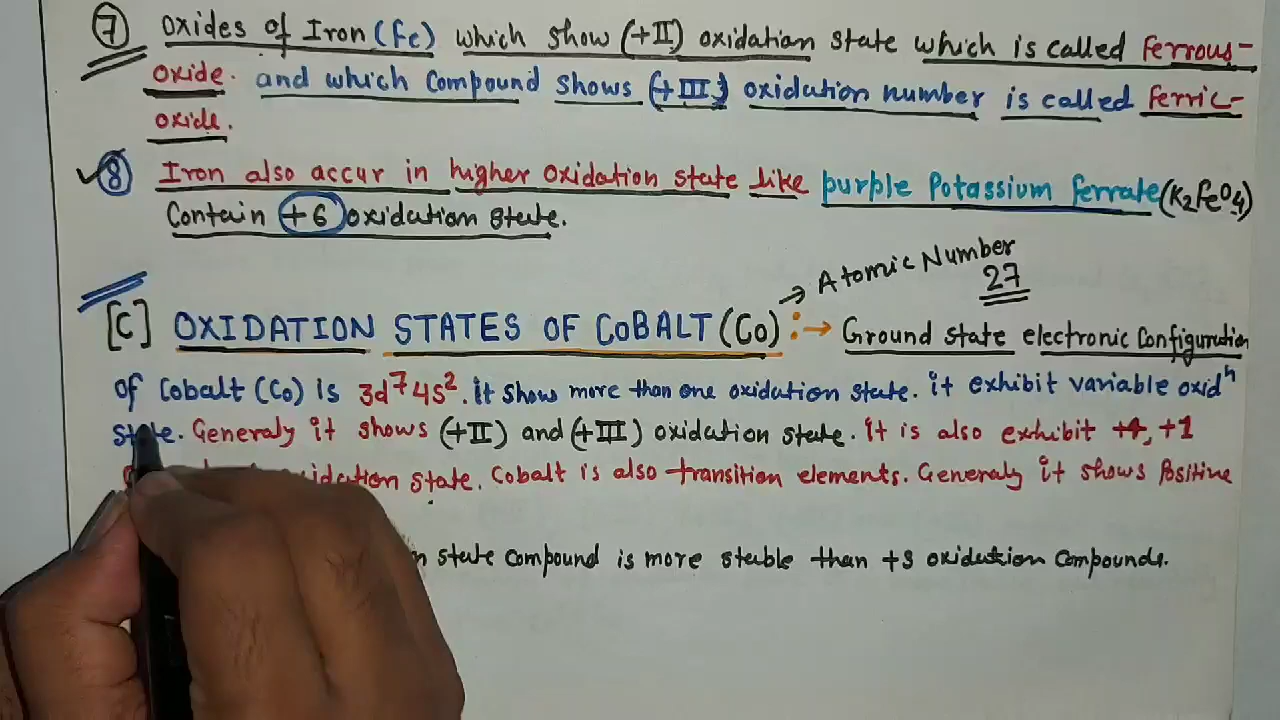 ⑦ Oxides of Iron (Fe) which show (+II) oxidation state which is called ferrous-
oxide. and which compound shows (+III) oxidation number is called ferric-
oxide.
⑧ Iron also accur in higher oxidation state like purple Potassium ferrate (K2FeO4)
Contain +6 oxidation state.
→ Atomic Number
27
[C] OXIDATION STATES OF COBALT (Co) :→ Ground state electronic configuration
of Cobalt (Co) is 3d⁷4s². it show more than one oxidation state. it exhibit variable oxidⁿ
state. Generaly it shows (+II) and (+III) oxidation state. it is also exhibit +4, +1
oxidation state. Cobalt is also transition elements. Generaly it shows Positive
state compound is more stable than +3 oxidation compounds.